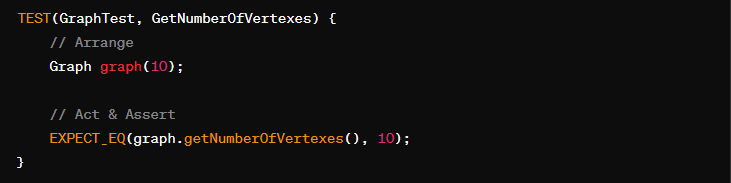 TEST(GraphTest, GetNumberOfVertexes) {
    // Arrange
    Graph graph(10);

    // Act & Assert
    EXPECT_EQ(graph.getNumberOfVertexes(), 10);
}